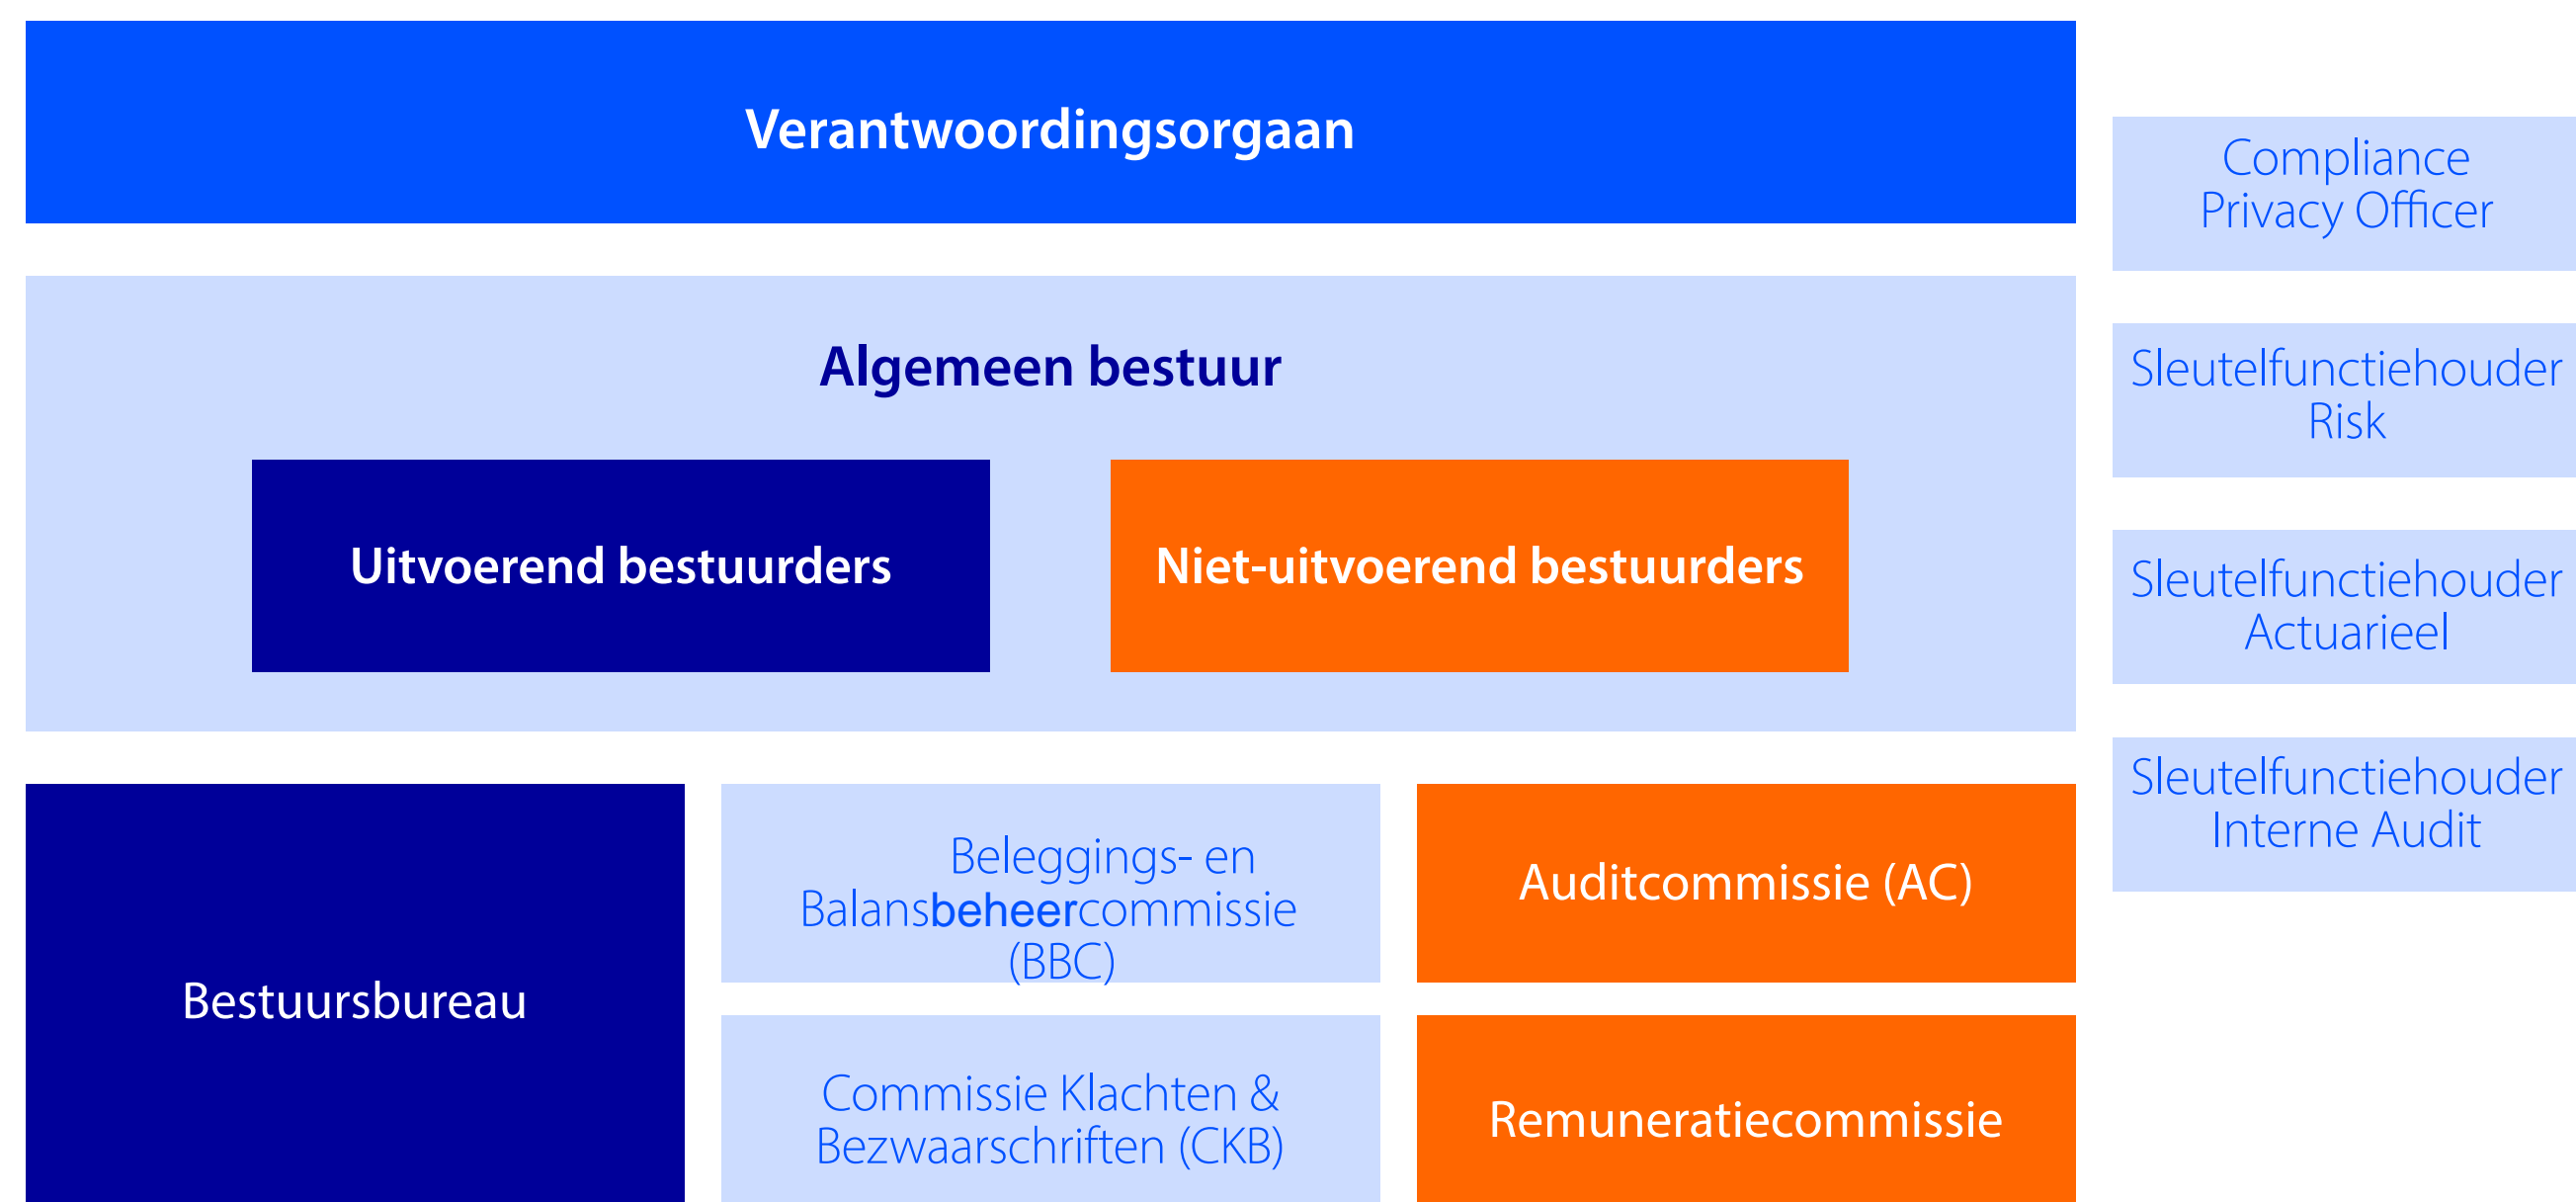 Verantwoordingsorgaan
Algemeen bestuur
Uitvoerend bestuurders
Niet-uitvoerend bestuurders
Bestuursbureau
Beleggings- en
Balansbeheercommissie
(BBC)
Commissie Klachten &
Bezwaarschriften (CKB)
Auditcommissie (AC)
Remuneratiecommissie
Compliance
Privacy Officer
Sleutelfunctiehouder
Risk
Sleutelfunctiehouder
Actuarieel
Sleutelfunctiehouder
Interne Audit